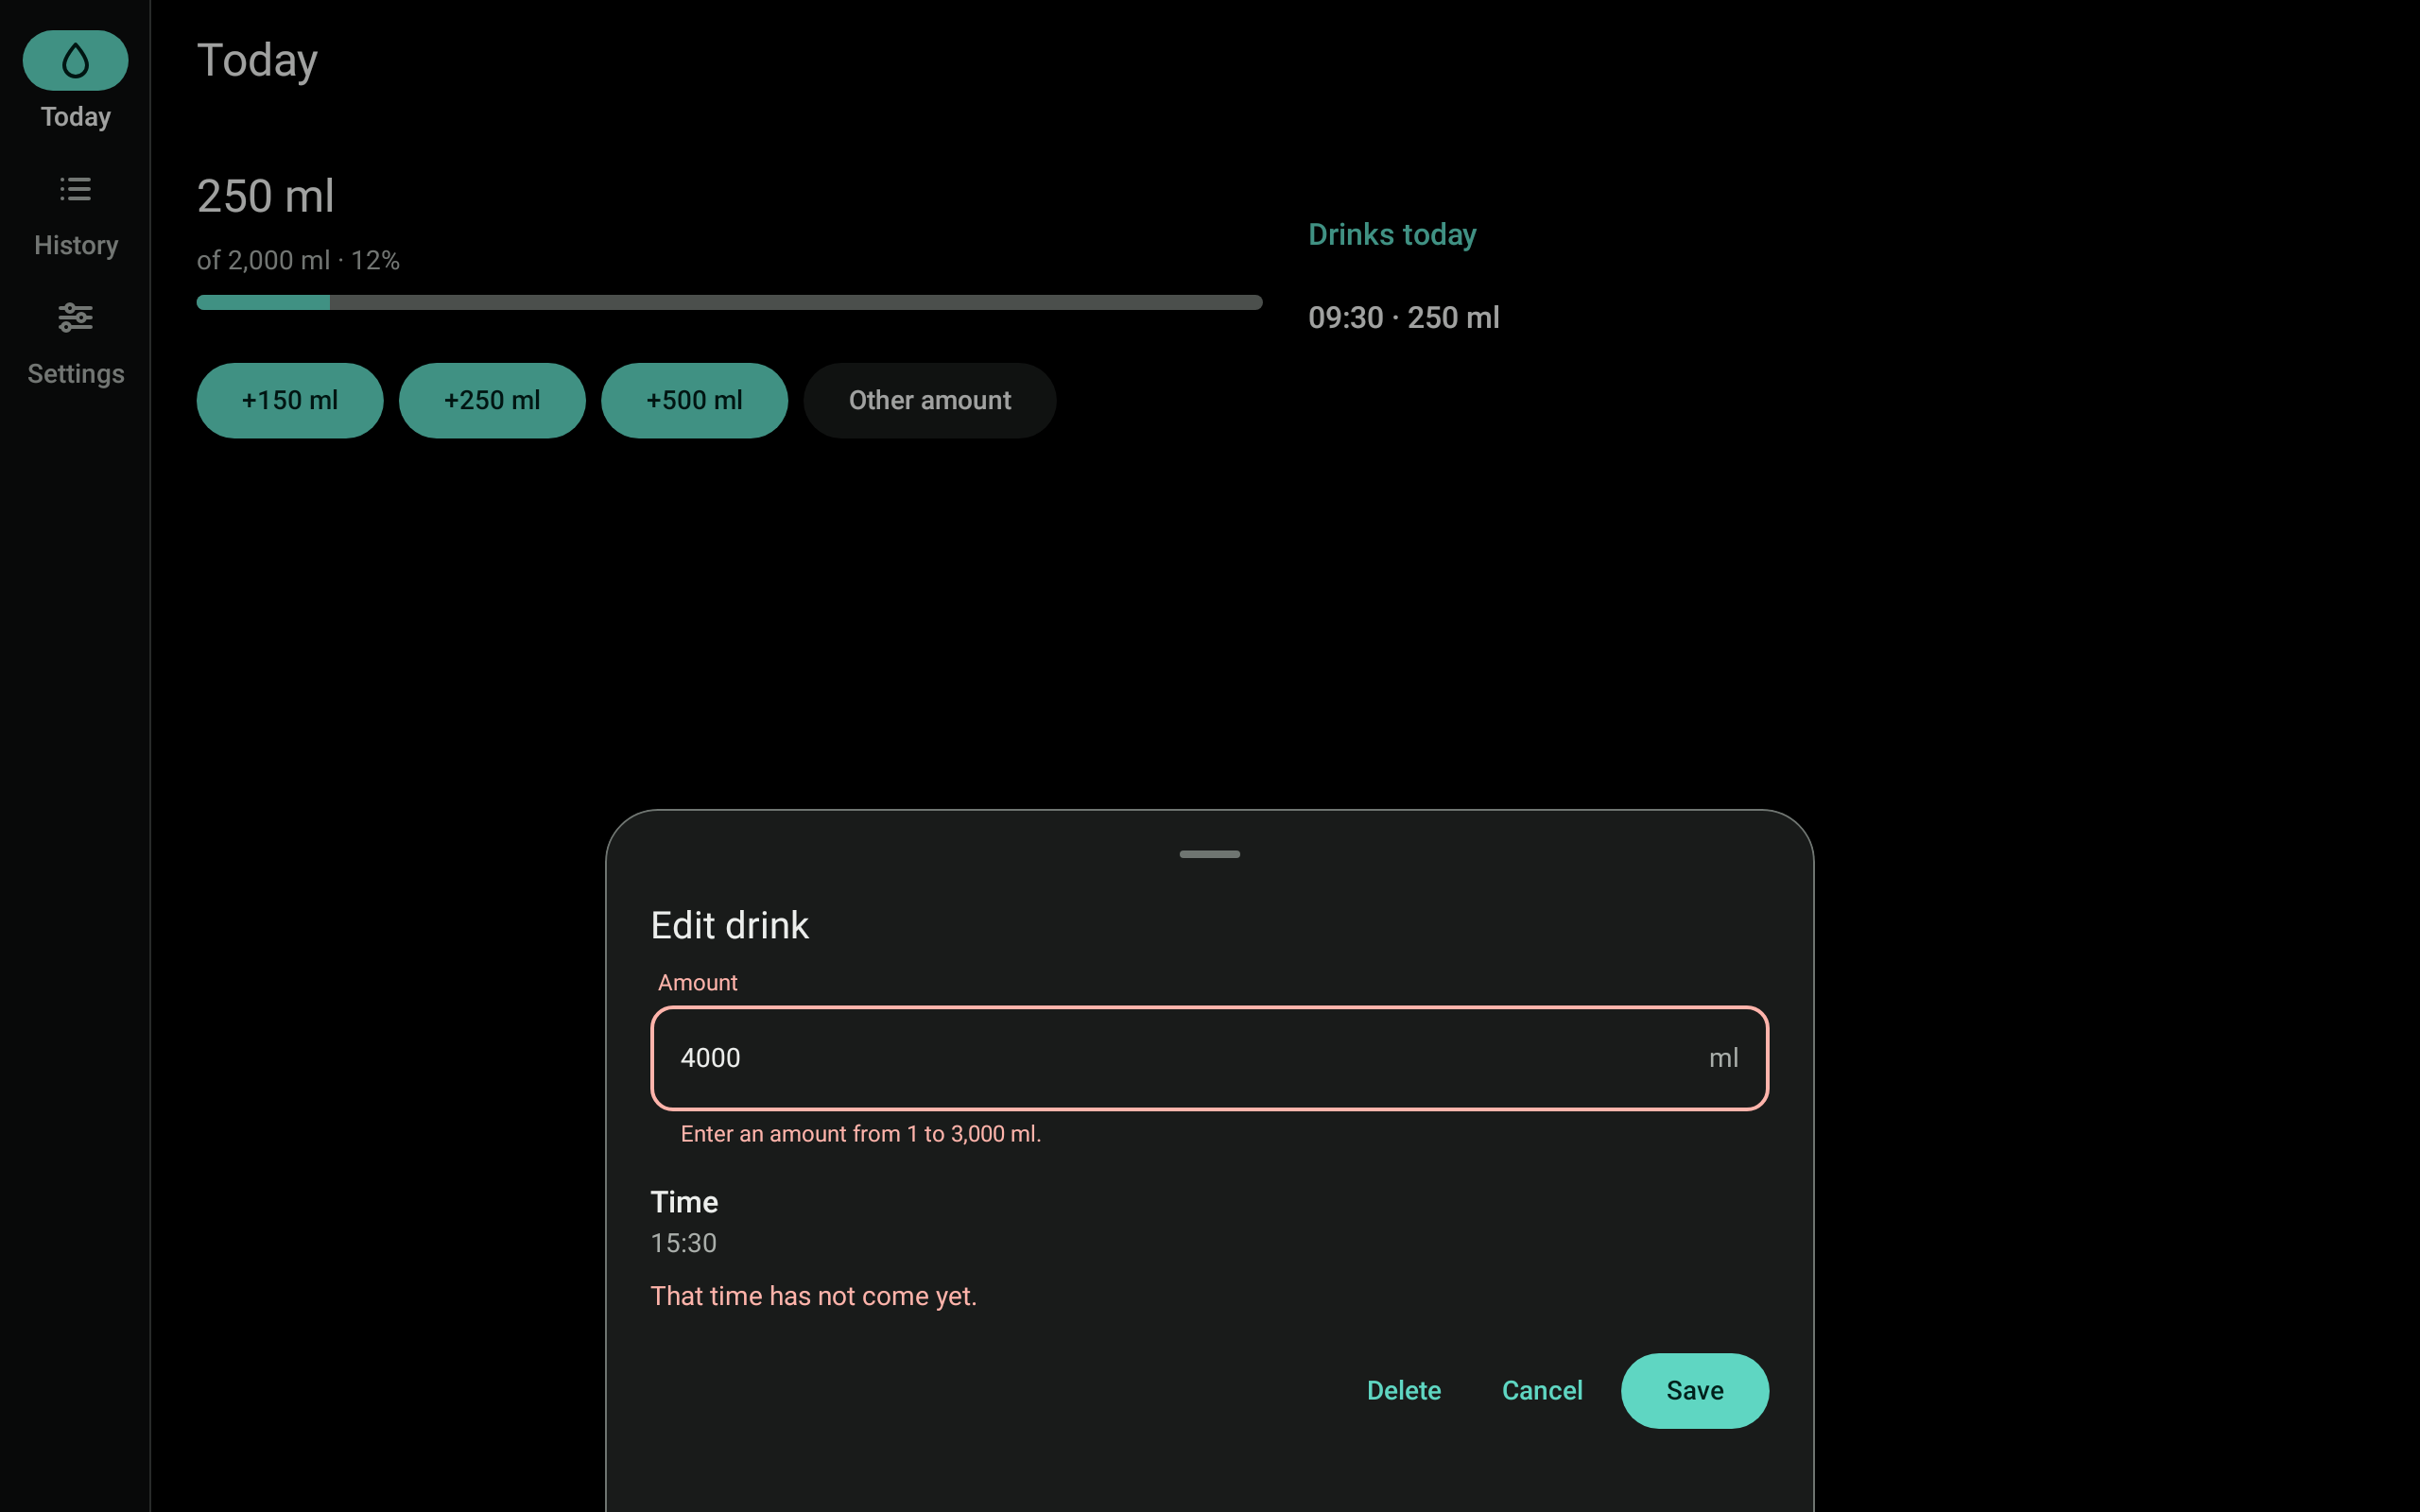 Today
History
Settings
Today
250 ml
of 2,000 ml · 12%
+150 ml
+250 ml
+500 ml
Other amount
Drinks today
09:30 · 250 ml
Edit drink
Amount
4000 ml
Enter an amount from 1 to 3,000 ml.
Time
15:30
That time has not come yet.
Delete
Cancel
Save